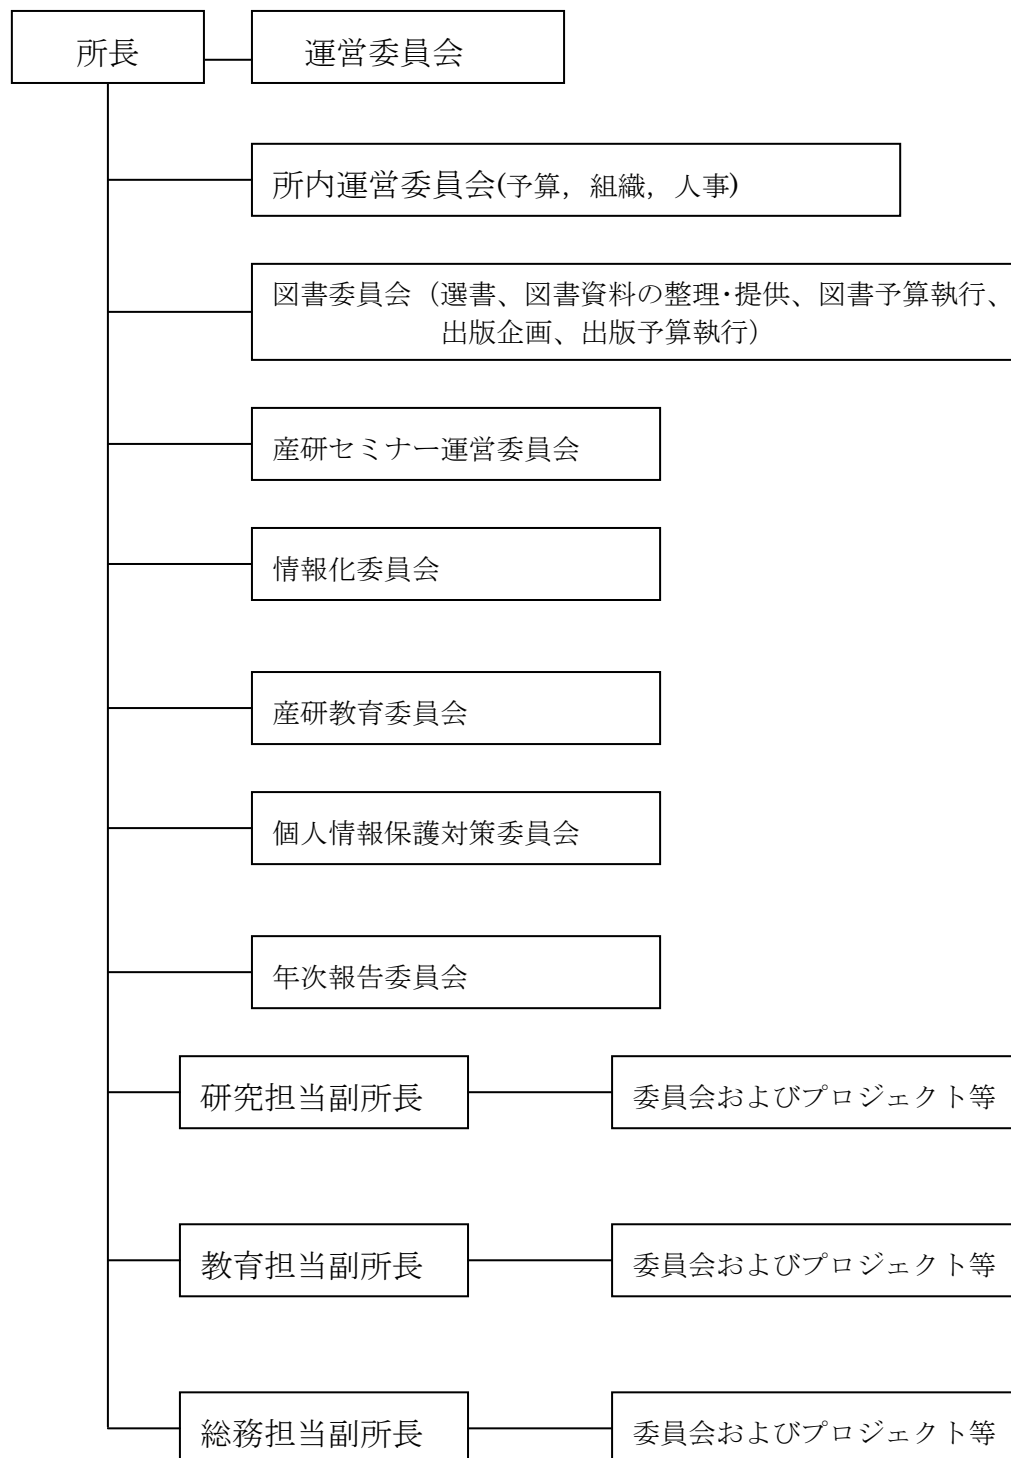 所長
運営委員会
所内運営委員会(予算，組織，人事)
図書委員会（選書、図書資料の整理･提供、図書予算執行、
出版企画、出版予算執行）
産研セミナー運営委員会
情報化委員会
産研教育委員会
個人情報保護対策委員会
年次報告委員会
研究担当副所長
委員会およびプロジェクト等
教育担当副所長
委員会およびプロジェクト等
総務担当副所長
委員会およびプロジェクト等